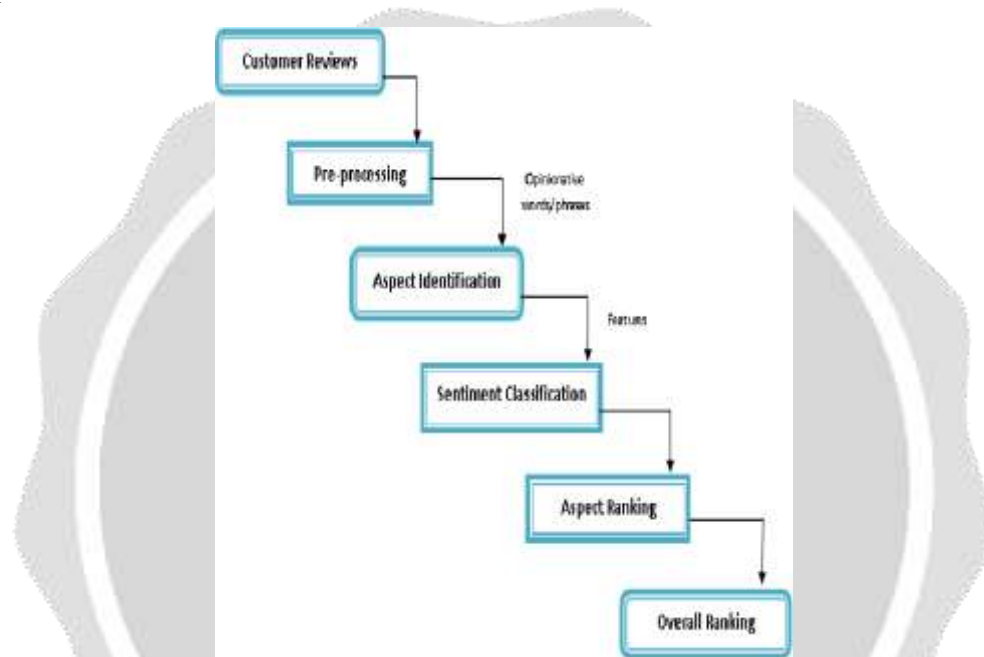 Customer Reviews
Pre-processing
Opinionative
words/phrases
Aspect Identification
Features
Sentiment Classification
Aspect Ranking
Overall Ranking